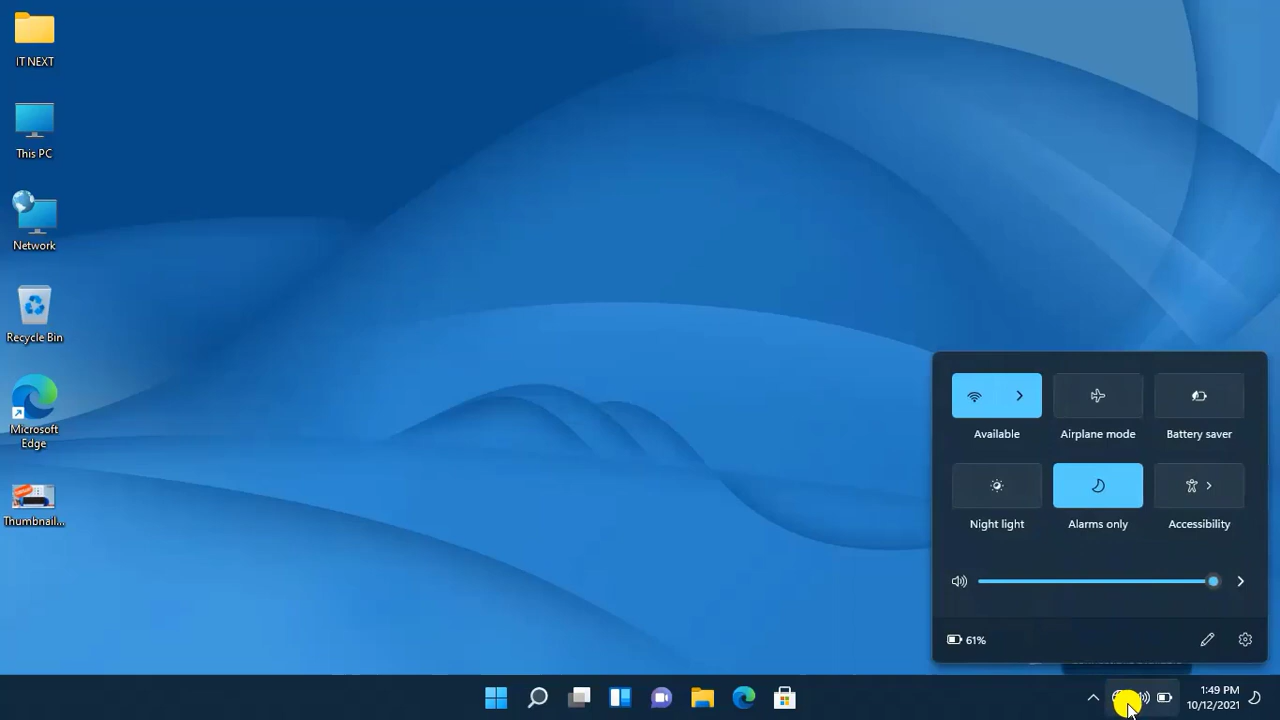 IT NEXT
This PC
Network
Recycle Bin
Microsoft
Edge
Thumbnail...
Available
Airplane mode
Battery saver
Night light
Alarms only
Accessibility
61%
1:49 PM
10/12/2021